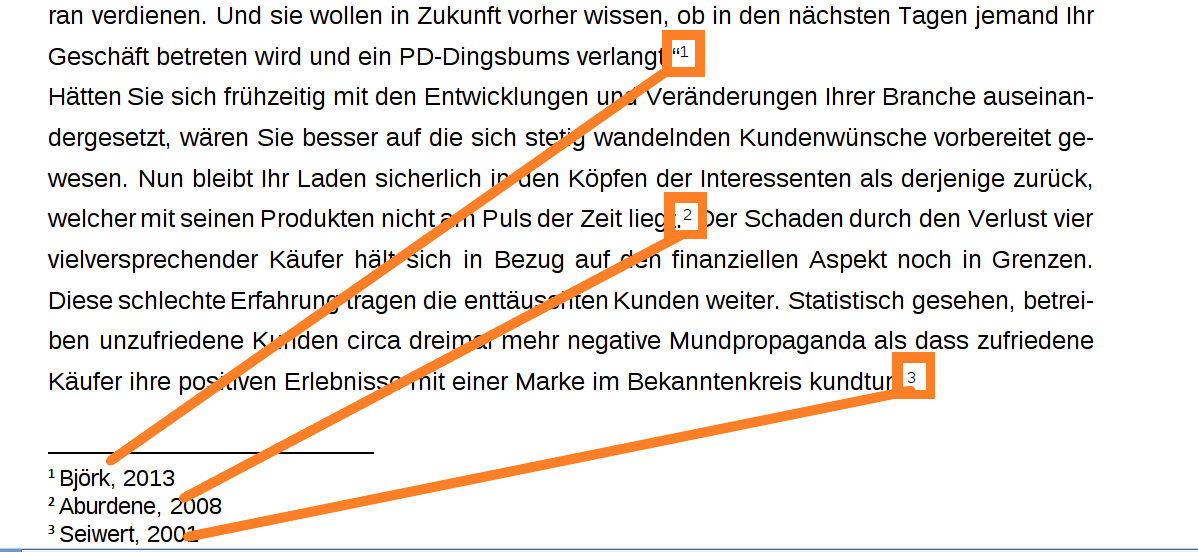 ran verdienen. Und sie wollen in Zukunft vorher wissen, ob in den nächsten Tagen jemand Ihr
Geschäft betreten wird und ein PD-Dingsbums verlangt.“¹
Hätten Sie sich frühzeitig mit den Entwicklungen und Veränderungen Ihrer Branche auseinan-
dergesetzt, wären Sie besser auf die sich stetig wandelnden Kundenwünsche vorbereitet ge-
wesen. Nun bleibt Ihr Laden sicherlich in den Köpfen der Interessenten als derjenige zurück,
welcher mit seinen Produkten nicht am Puls der Zeit liegt.² Der Schaden durch den Verlust vier
vielversprechender Käufer hält sich in Bezug auf den finanziellen Aspekt noch in Grenzen.
Diese schlechte Erfahrung tragen die enttäuschten Kunden weiter. Statistisch gesehen, betrei-
ben unzufriedene Kunden circa dreimal mehr negative Mundpropaganda als dass zufriedene
Käufer ihre positiven Erlebnisse mit einer Marke im Bekanntenkreis kundtun.³
¹ Björk, 2013
² Aburdene, 2008
³ Seiwert, 2001